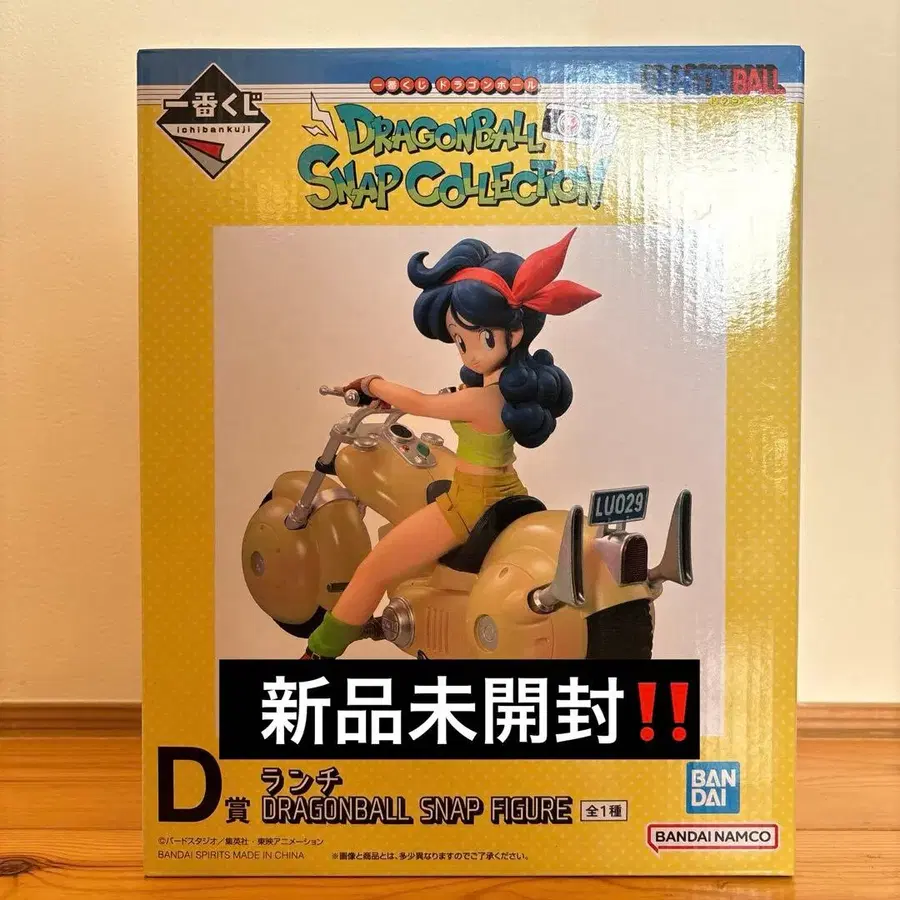 一番くじ
ichibankuji
一番くじ ドラゴンボール
DRAGONBALL
SNAP COLLECTION
DRAGONBALL
LU029
新品未開封‼️
D賞
ランチ
DRAGONBALL SNAP FIGURE
全1種
BAN
DAI
BANDAI NAMCO
©バードスタジオ/集英社・東映アニメーション
BANDAI SPIRITS MADE IN CHINA
※画像と商品とは、多少異なりますのでご了承ください。